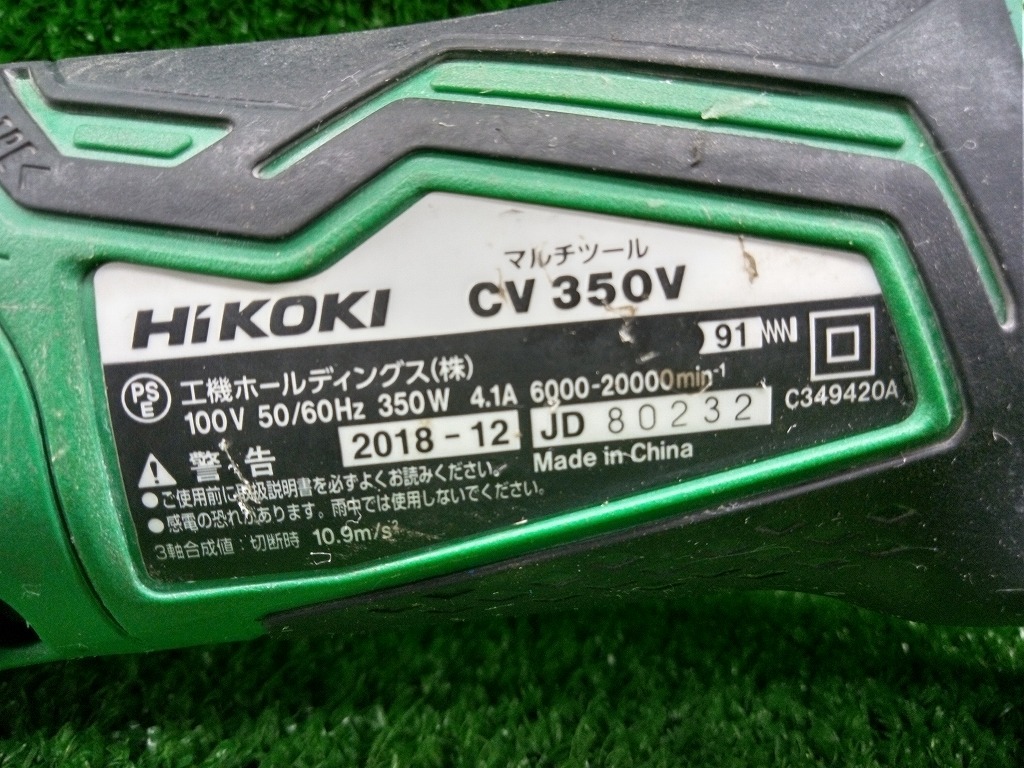 マルチツール
HiKOKI CV 350V
91
PS E 工機ホールディングス(株)
100V 50/60Hz 350W 4.1A 6000-20000min⁻¹
2018-12 JD 80232 C349420A
警告 Made in China
●ご使用前に取扱説明書を必ずよくお読みください。
●感電の恐れがあります。雨中では使用しないでください。
3軸合成値:切断時 10.9m/s²